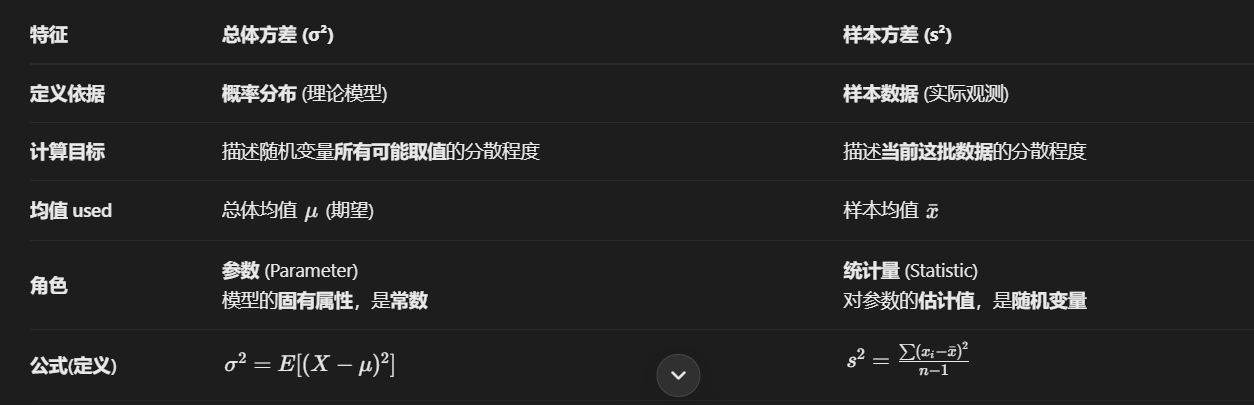 特征 总体方差 (σ²) 样本方差 (s²)
定义依据 概率分布 (理论模型) 样本数据 (实际观测)
计算目标 描述随机变量所有可能取值的分散程度 描述当前这批数据的分散程度
均值 used 总体均值 μ (期望) 样本均值 x̄
角色 参数 (Parameter) 统计量 (Statistic)
模型的固有属性，是常数 对参数的估计值，是随机变量
公式(定义) σ² = E[(X − μ)²] s² = ∑(xᵢ−x̄)² / n−1